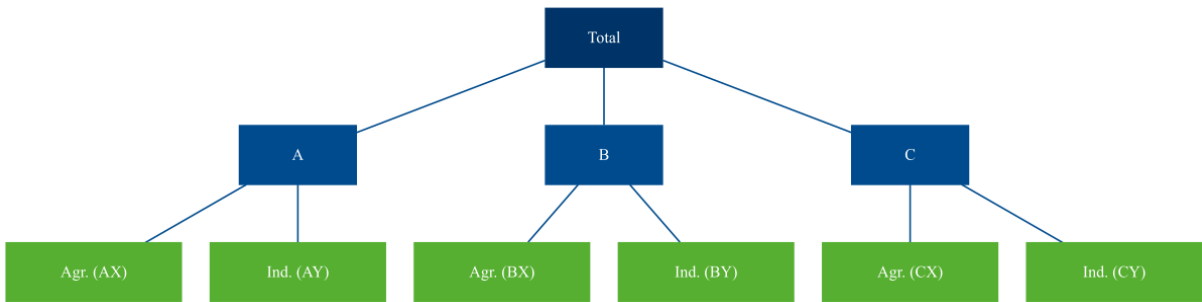 Total
A
B
C
Agr. (AX)
Ind. (AY)
Agr. (BX)
Ind. (BY)
Agr. (CX)
Ind. (CY)